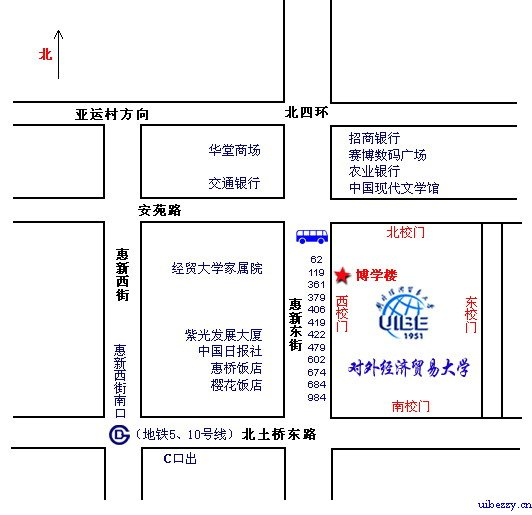 北
亚运村方向
北四环
华堂商场
交通银行
招商银行
赛博数码广场
农业银行
中国现代文学馆
安苑路
惠新西街
惠新西街南口
经贸大学家属院
紫光发展大厦
中国日报社
惠桥饭店
樱花饭店
惠新东街
62
119
361
379
406
419
422
479
602
674
684
984
北校门
博学楼
西校门
东校门
UIBE
1951
对外经济贸易大学
南校门
(地铁5、10号线)
北土桥东路
C口出
uibezzy.cn